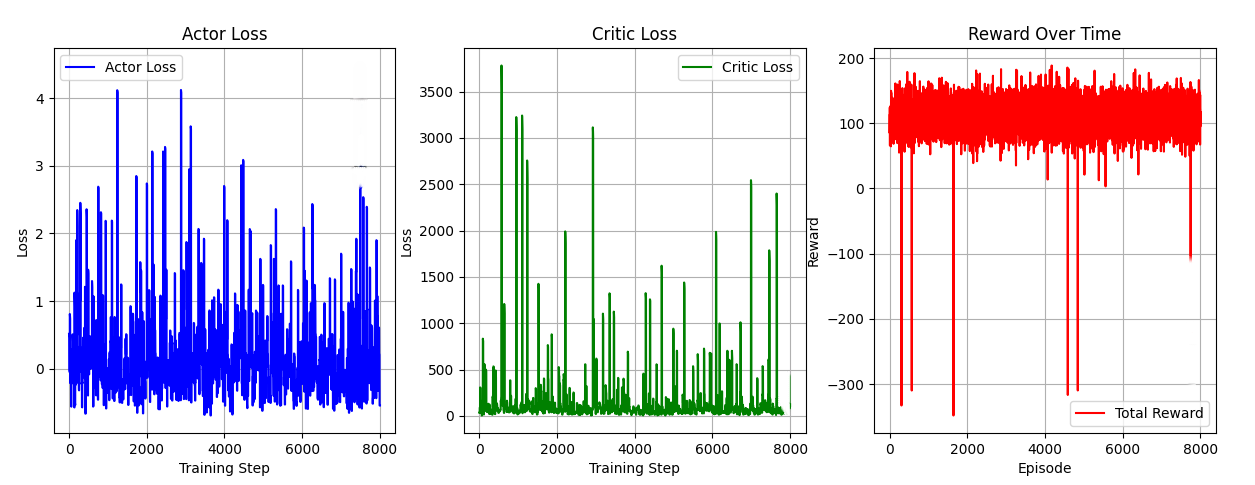 Actor Loss
Actor Loss
Loss
4
3
2
1
0
0
2000
4000
6000
8000
Training Step
Critic Loss
Critic Loss
Loss
3500
3000
2500
2000
1500
1000
500
0
0
2000
4000
6000
8000
Training Step
Reward Over Time
Reward
200
100
0
−100
−200
−300
Total Reward
0
2000
4000
6000
8000
Episode